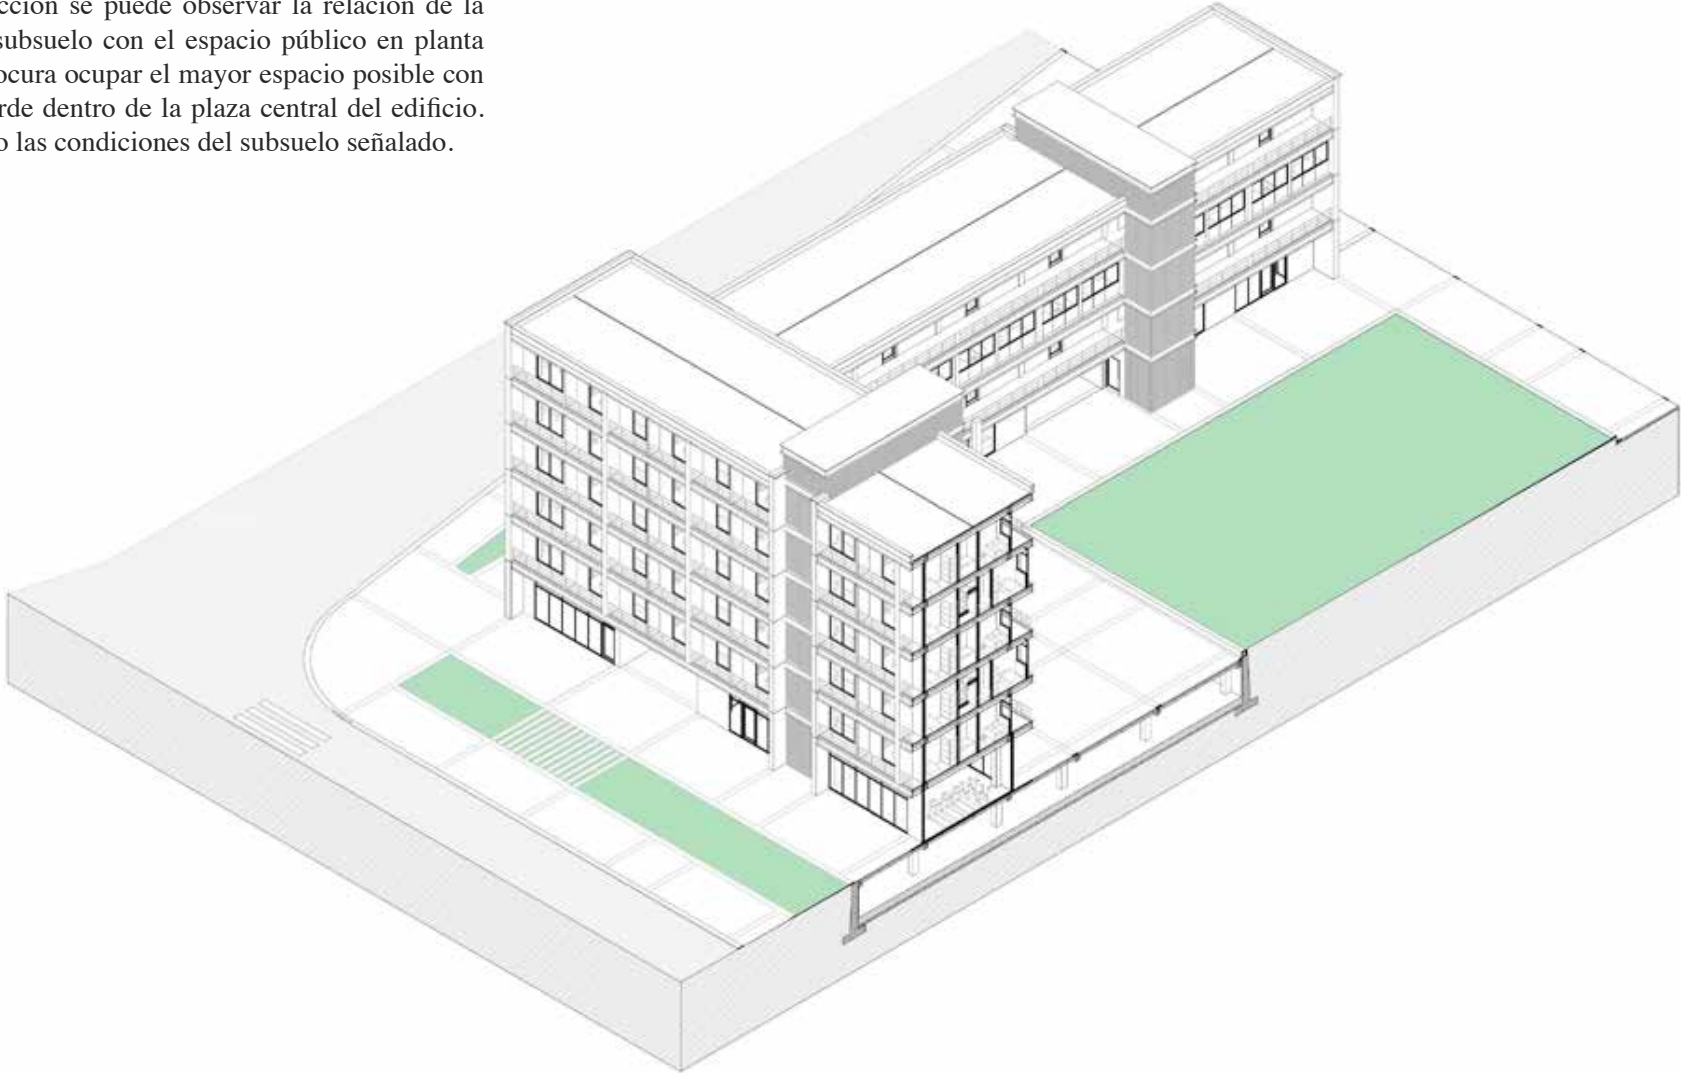 cción se puede observar la relación de la
subsuelo con el espacio público en planta
ocura ocupar el mayor espacio posible con
rde dentro de la plaza central del edificio.
o las condiciones del subsuelo señalado.